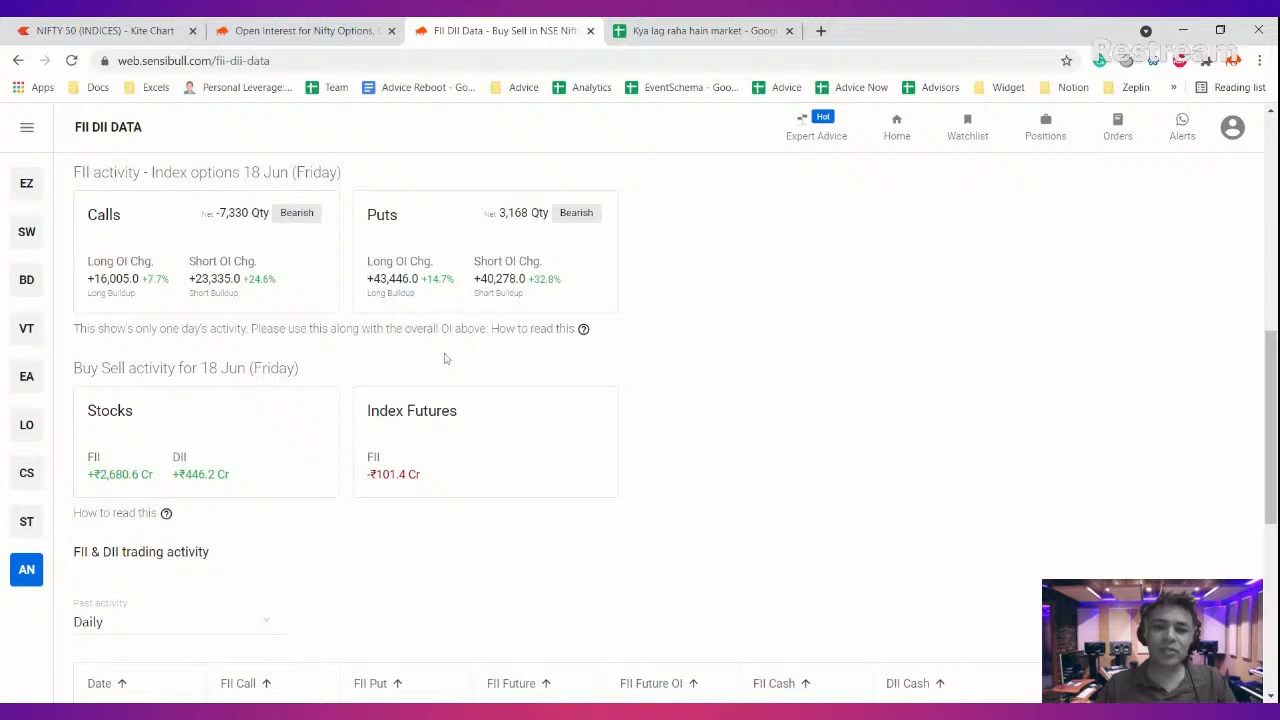 NIFTY 50 (INDICES) - Kite Chart
Open Interest for Nifty Options,
FII DII Data - Buy Sell in NSE Nift
Kya lag raha hain market - Googl
Restream
web.sensibull.com/fii-dii-data
Apps
Docs
Excels
Personal Leverage:...
Team
Advice Reboot - Go...
Advice
Analytics
EventSchema - Goo...
Advice
Advice Now
Advisors
Widget
Notion
Zeplin
»
Reading list
FII DII DATA
Hot
Expert Advice
Home
Watchlist
Positions
Orders
Alerts
EZ
SW
BD
VT
EA
LO
CS
ST
AN
FII activity - Index options 18 Jun (Friday)
Calls
Net -7,330 Qty Bearish
Long OI Chg. Short OI Chg.
+16,005.0 +7.7% +23,335.0 +24.6%
Long Buildup Short Buildup
Puts
Net 3,168 Qty Bearish
Long OI Chg. Short OI Chg.
+43,446.0 +14.7% +40,278.0 +32.8%
Long Buildup Short Buildup
This show's only one day's activity. Please use this along with the overall OI above. How to read this
Buy Sell activity for 18 Jun (Friday)
Stocks
FII DII
+₹2,680.6 Cr +₹446.2 Cr
Index Futures
FII
-₹101.4 Cr
How to read this
FII & DII trading activity
Past activity
Daily
Date FII Call FII Put FII Future FII Future OI FII Cash DII Cash